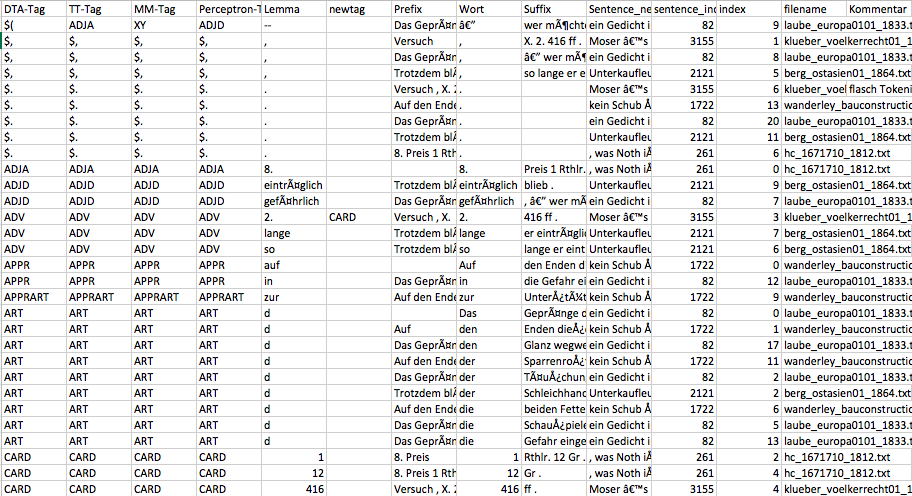 DTA-Tag TT-Tag MM-Tag Perceptron-T Lemma newtag Prefix Wort Suffix Sentence_ne sentence_ind index filename Kommentar
$( ADJA XY ADJD -- Das GeprÃ¤n â€" wer mÃ¶cht ein Gedicht i 82 9 laube_europa0101_1833.t
$, $, $, $, , Versuch , X. 2. 416 ff . Moser â€™s 3155 1 klueber_voelkerrecht01_1
$, $, $, $, , Das GeprÃ¤n , â€" wer mÃ¶ ein Gedicht i 82 8 laube_europa0101_1833.t
$, $, $, $, , Trotzdem blÃ , so lange er e Unterkaufleu 2121 5 berg_ostasien01_1864.txt
$. $. $. $. . Versuch , X. 2 . Moser â€™s 3155 6 klueber_voel flasch Tokeni
$. $. $. $. . Auf den Ende . kein Schub Å 1722 13 wanderley_bauconstructio
$. $. $. $. . Das GeprÃ¤n . ein Gedicht i 82 20 laube_europa0101_1833.t
$. $. $. $. . Trotzdem blÃ . Unterkaufleu 2121 11 berg_ostasien01_1864.txt
$. $. $. $. . 8. Preis 1 Rth . , was Noth iÃ 261 6 hc_1671710_1812.txt
ADJA ADJA ADJA ADJA 8. 8. Preis 1 Rthlr. , was Noth iÃ 261 0 hc_1671710_1812.txt
ADJD ADJD ADJD ADJD eintrÃ¤glich Trotzdem blÃ eintrÃ¤glich blieb . Unterkaufleu 2121 9 berg_ostasien01_1864.txt
ADJD ADJD ADJD ADJD gefÃ¤hrlich Das GeprÃ¤n gefÃ¤hrlich , â€" wer mÃ ein Gedicht i 82 7 laube_europa0101_1833.t
ADV ADV ADV ADV 2. CARD Versuch , X. 2. 416 ff . Moser â€™s 3155 3 klueber_voelkerrecht01_1
ADV ADV ADV ADV lange Trotzdem blÃ lange er eintrÃ¤gli Unterkaufleu 2121 7 berg_ostasien01_1864.txt
ADV ADV ADV ADV so Trotzdem blÃ so lange er eint Unterkaufleu 2121 6 berg_ostasien01_1864.txt
APPR APPR APPR APPR auf Auf den Enden d kein Schub Å 1722 0 wanderley_bauconstructio
APPR APPR APPR APPR in Das GeprÃ¤n in die Gefahr ei ein Gedicht i 82 12 laube_europa0101_1833.t
APPRART APPRART APPRART APPRART zur Auf den Ende zur UnterÅ¿tÃ¼t kein Schub Å 1722 9 wanderley_bauconstructio
ART ART ART ART d Das GeprÃ¤nge d ein Gedicht i 82 0 laube_europa0101_1833.t
ART ART ART ART d Auf den Enden dieÅ¿ kein Schub Å 1722 1 wanderley_bauconstructio
ART ART ART ART d Das GeprÃ¤n den Glanz wegwe ein Gedicht i 82 17 laube_europa0101_1833.t
ART ART ART ART d Auf den Ende den SparrenroÅ¿ kein Schub Å 1722 11 wanderley_bauconstructio
ART ART ART ART d Das GeprÃ¤n der TÃ¤uÅ¿chun ein Gedicht i 82 2 laube_europa0101_1833.t
ART ART ART ART d Trotzdem blÃ der Schleichhand Unterkaufleu 2121 2 berg_ostasien01_1864.txt
ART ART ART ART d Auf den Ende die beiden Fette kein Schub Å 1722 6 wanderley_bauconstructio
ART ART ART ART d Das GeprÃ¤n die SchauÅ¿piele ein Gedicht i 82 5 laube_europa0101_1833.t
ART ART ART ART d Das GeprÃ¤n die Gefahr einge ein Gedicht i 82 13 laube_europa0101_1833.t
CARD CARD CARD CARD 1 8. Preis 1 Rthlr. 12 Gr . , was Noth iÃ 261 2 hc_1671710_1812.txt
CARD CARD CARD CARD 12 8. Preis 1 Rth 12 Gr . , was Noth iÃ 261 4 hc_1671710_1812.txt
CARD CARD CARD CARD 416 Versuch , X. 2 416 ff . Moser â€™s 3155 4 klueber_voelkerrecht01_1